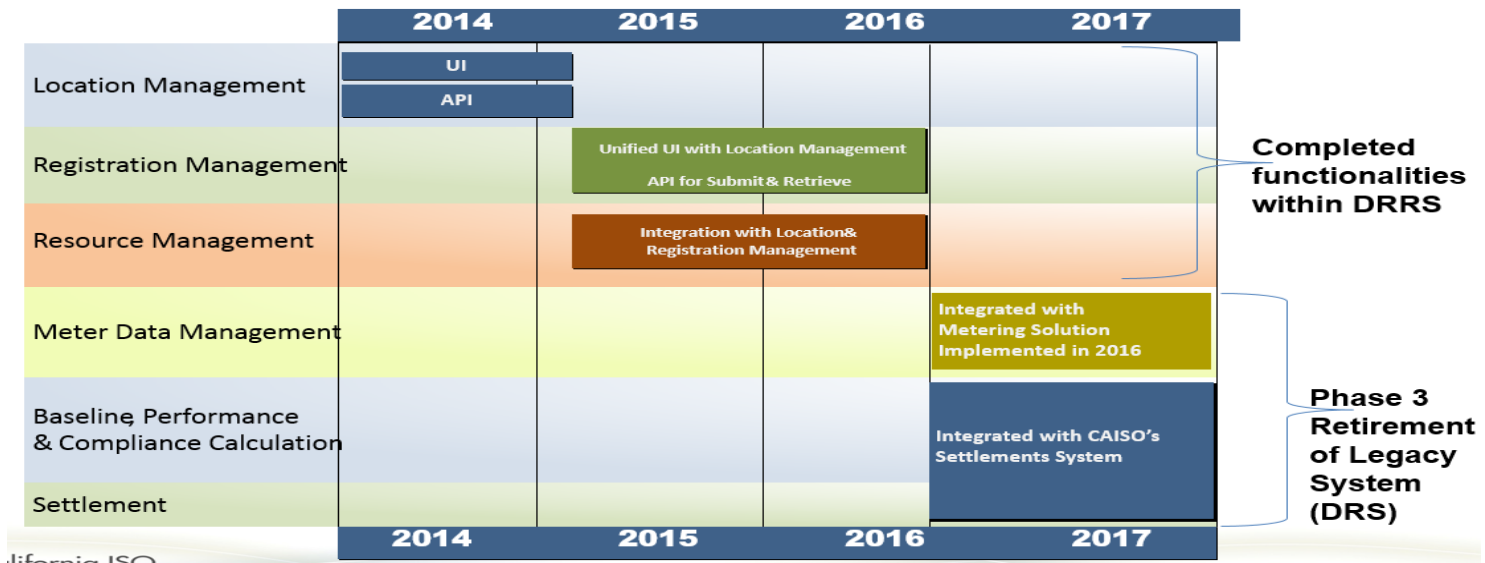 2014 2015 2016 2017
Location Management
UI
API
Registration Management
Unified UI with Location Management
API for Submit & Retrieve
Resource Management
Integration with Location&
Registration Management
Completed
functionalities
within DRRS
Meter Data Management
Integrated with
Metering Solution
Implemented in 2016
Baseline, Performance
& Compliance Calculation
Integrated with CAISO's
Settlements System
Settlement
Phase 3
Retirement
of Legacy
System
(DRS)
2014 2015 2016 2017
ISO